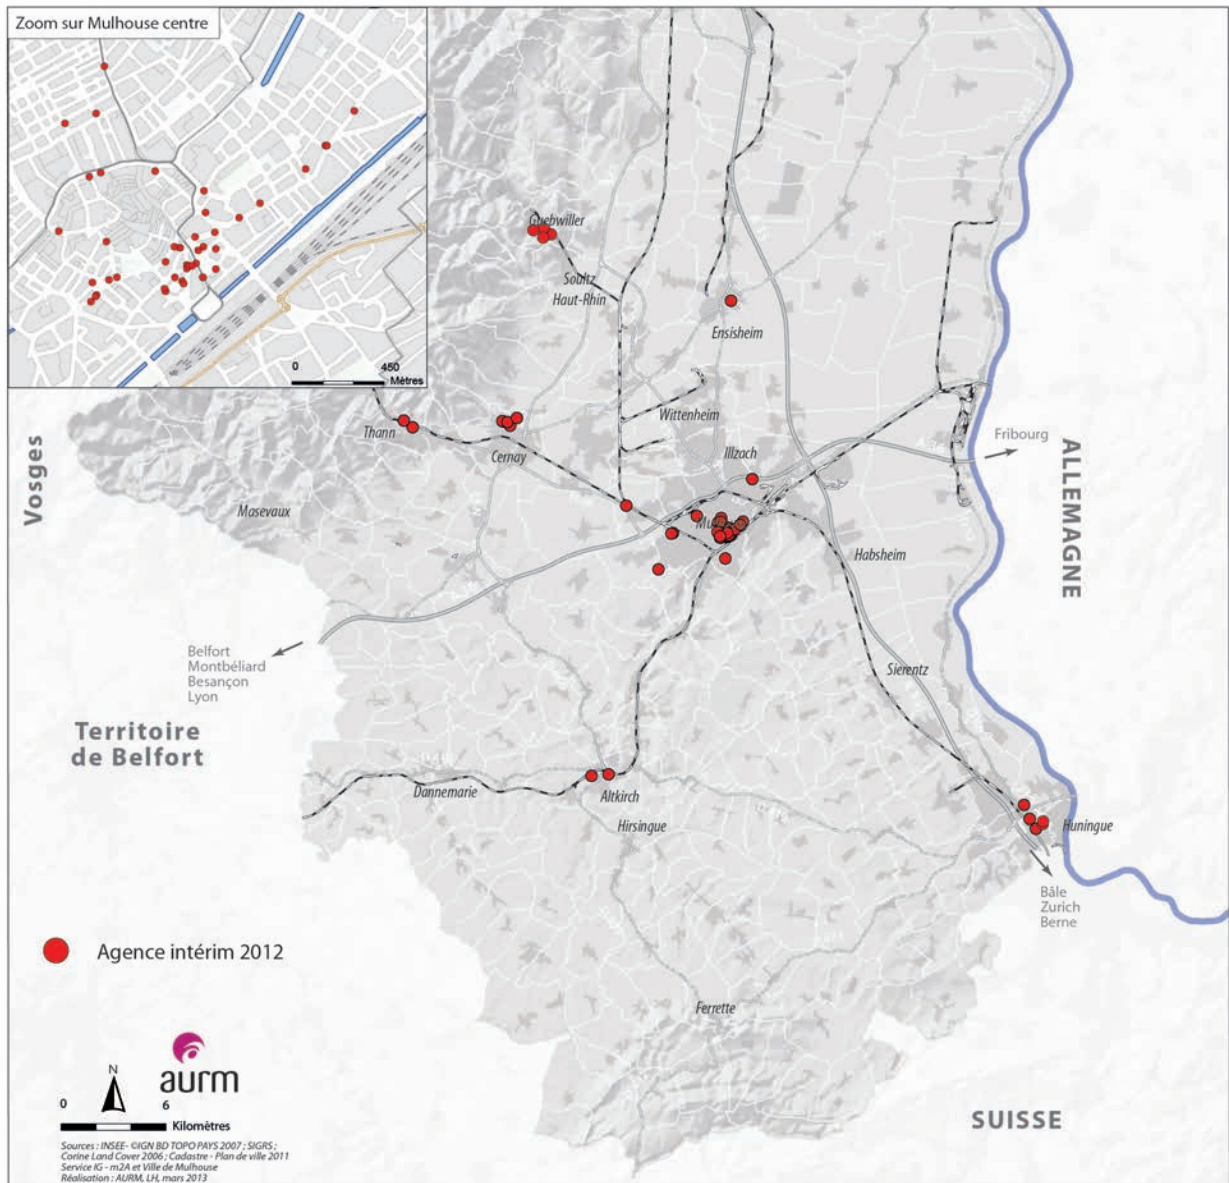 Zoom sur Mulhouse centre
0 450
Mètres
Guebwiller
Soultz
Haut-Rhin
Ensisheim
Wittenheim
Thann
Cernay
Illzach
Fribourg
Vosges
ALLEMAGNE
Masevaux
Habsheim
Belfort
Montbéliard
Besançon
Lyon
Sierentz
Territoire
de Belfort
Dannemarie
Altkirch
Hirsingue
Huningue
Bâle
Zurich
Berne
Agence intérim 2012
Ferrette
N
aurm
0 6
Kilomètres
SUISSE
Sources : INSEE- ©IGN BD TOPO PAYS 2007 ; SIGRS ;
Corine Land Cover 2006 ; Cadastre - Plan de ville 2011
Service IG - m2A et Ville de Mulhouse
Réalisation : AURM, LH, mars 2013